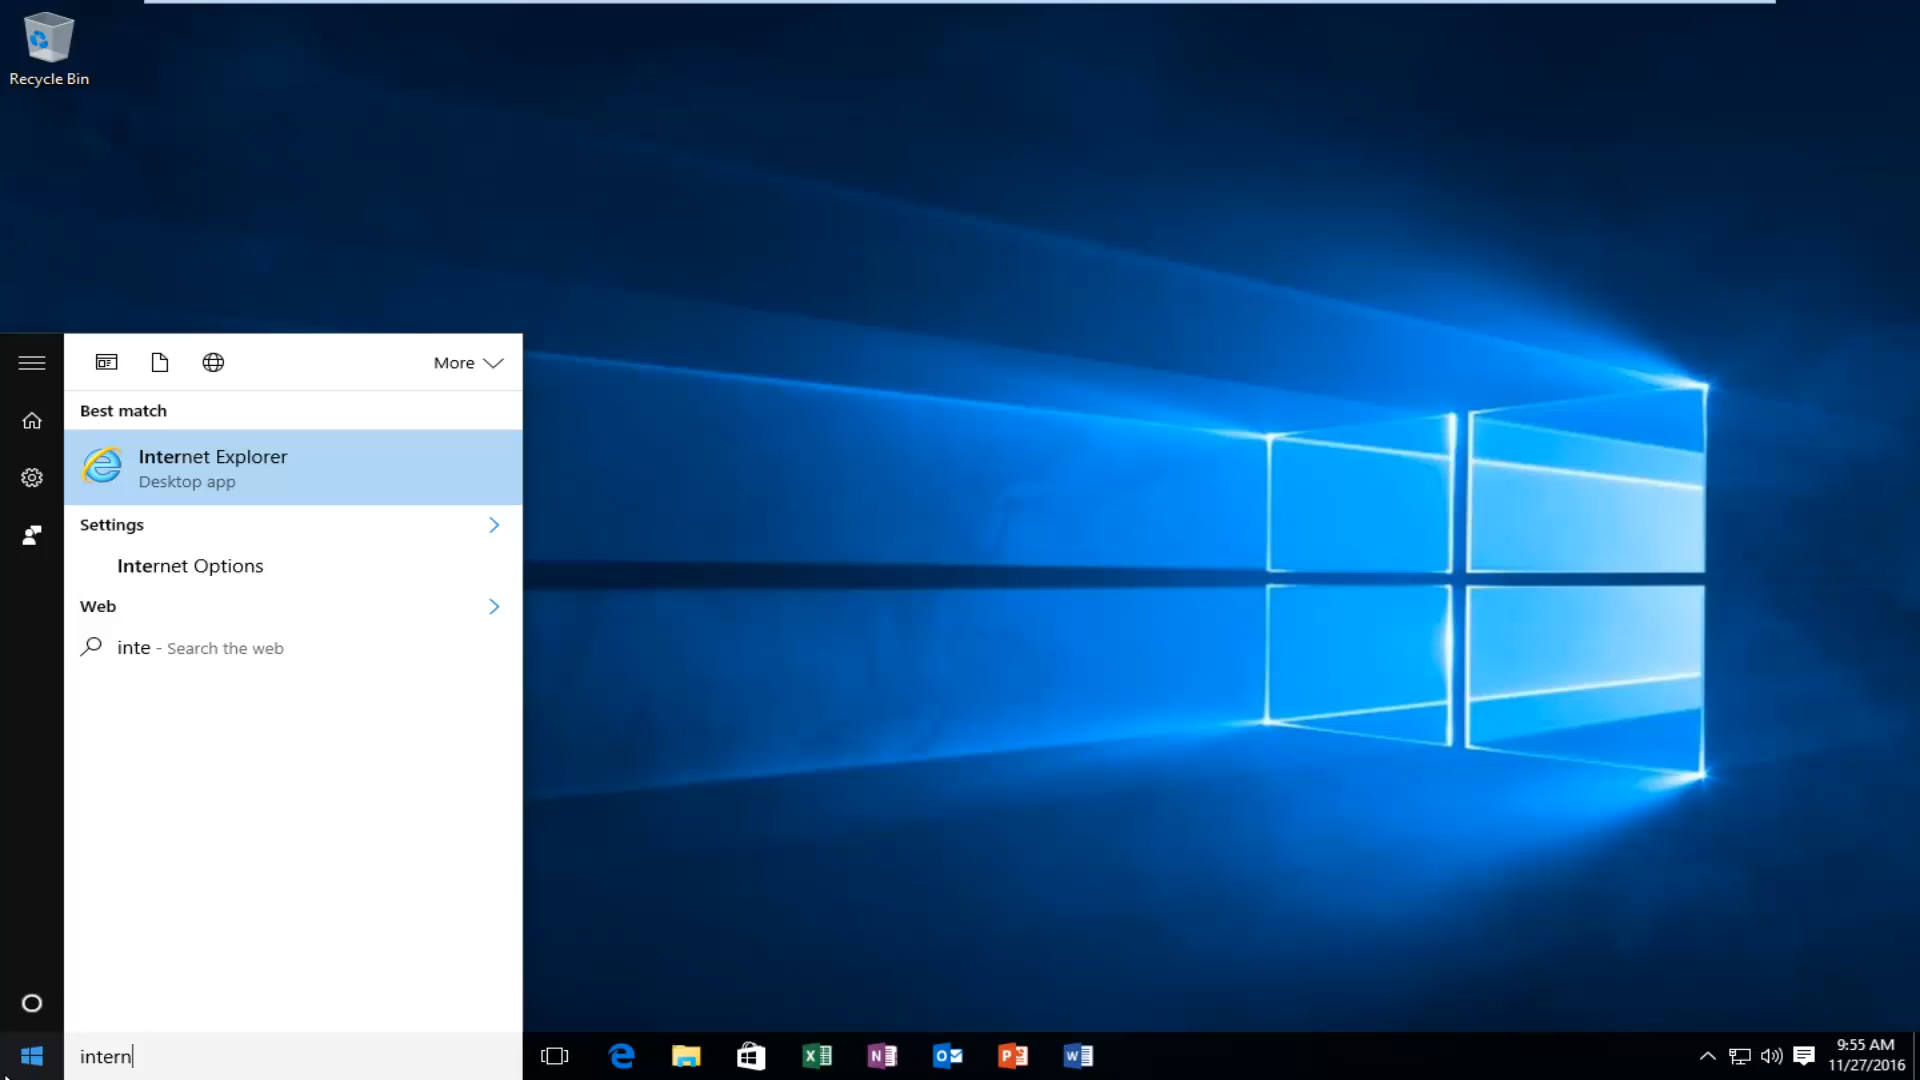 Recycle Bin
More
Best match
Internet Explorer
Desktop app
Settings
Internet Options
Web
inte - Search the web
intern
9:55 AM
11/27/2016